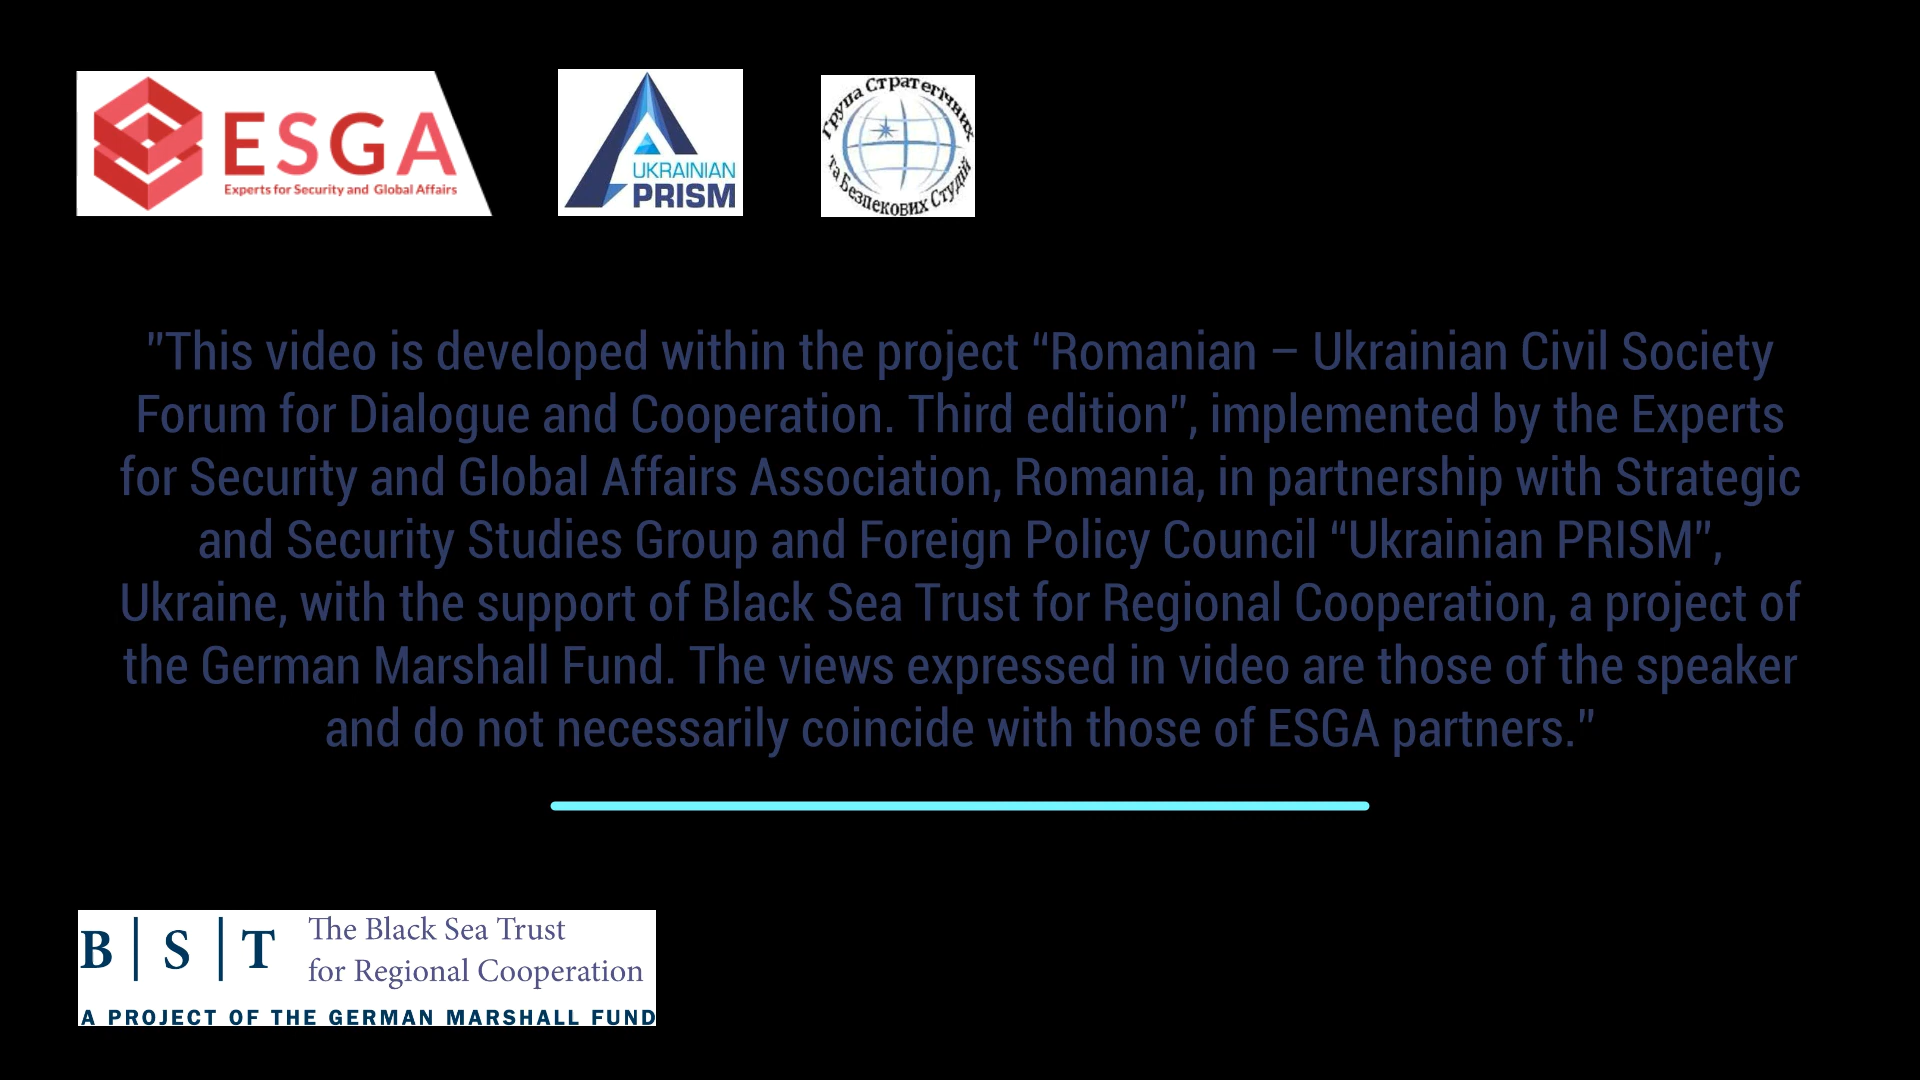 ESGA
Experts for Security and Global Affairs
UKRAINIAN
PRISM
Група Стратегічних
та Безпекових Студій
"This video is developed within the project “Romanian – Ukrainian Civil Society
Forum for Dialogue and Cooperation. Third edition”, implemented by the Experts
for Security and Global Affairs Association, Romania, in partnership with Strategic
and Security Studies Group and Foreign Policy Council “Ukrainian PRISM”,
Ukraine, with the support of Black Sea Trust for Regional Cooperation, a project of
the German Marshall Fund. The views expressed in video are those of the speaker
and do not necessarily coincide with those of ESGA partners."
B | S | T
The Black Sea Trust
for Regional Cooperation
A PROJECT OF THE GERMAN MARSHALL FUND